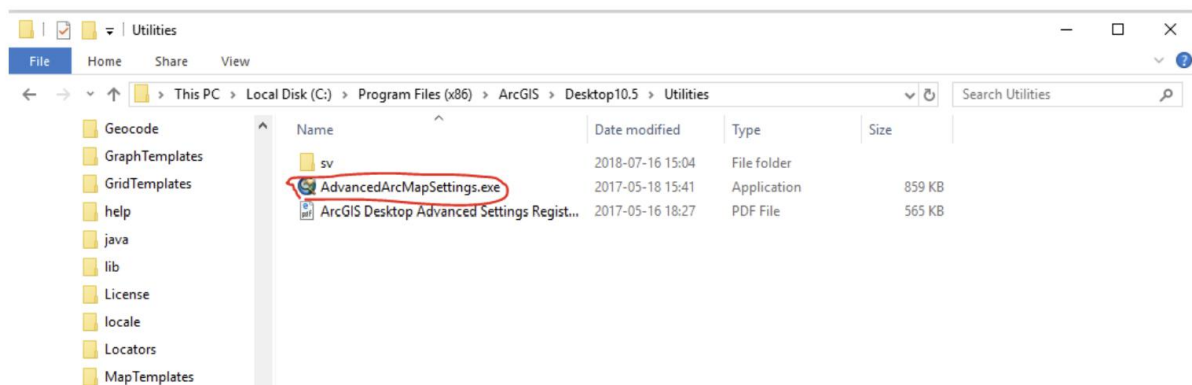 Utilities
File Home Share View
This PC > Local Disk (C:) > Program Files (x86) > ArcGIS > Desktop10.5 > Utilities
Search Utilities
Geocode
GraphTemplates
GridTemplates
help
java
lib
License
locale
Locators
MapTemplates
Name Date modified Type Size
sv 2018-07-16 15:04 File folder
AdvancedArcMapSettings.exe 2017-05-18 15:41 Application 859 KB
ArcGIS Desktop Advanced Settings Regist... 2017-05-16 18:27 PDF File 565 KB